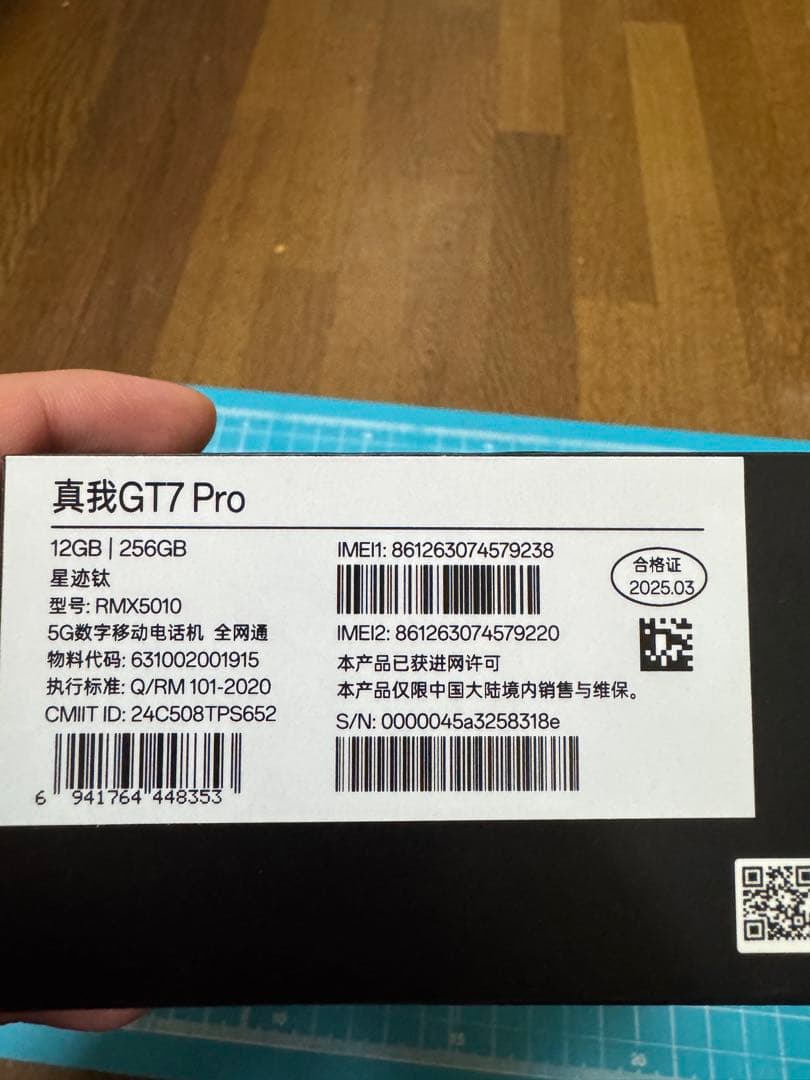 真我GT7 Pro
12GB | 256GB
星迹钛
型号: RMX5010
5G数字移动电话机 全网通
物料代码: 631002001915
执行标准: Q/RM 101-2020
CMIIT ID: 24C508TPS652
6 941764 448353
IMEI1: 861263074579238
IMEI2: 861263074579220
本产品已获进网许可
本产品仅限中国大陆境内销售与维保。
S/N: 0000045a3258318e
合格证
2025.03
15
20